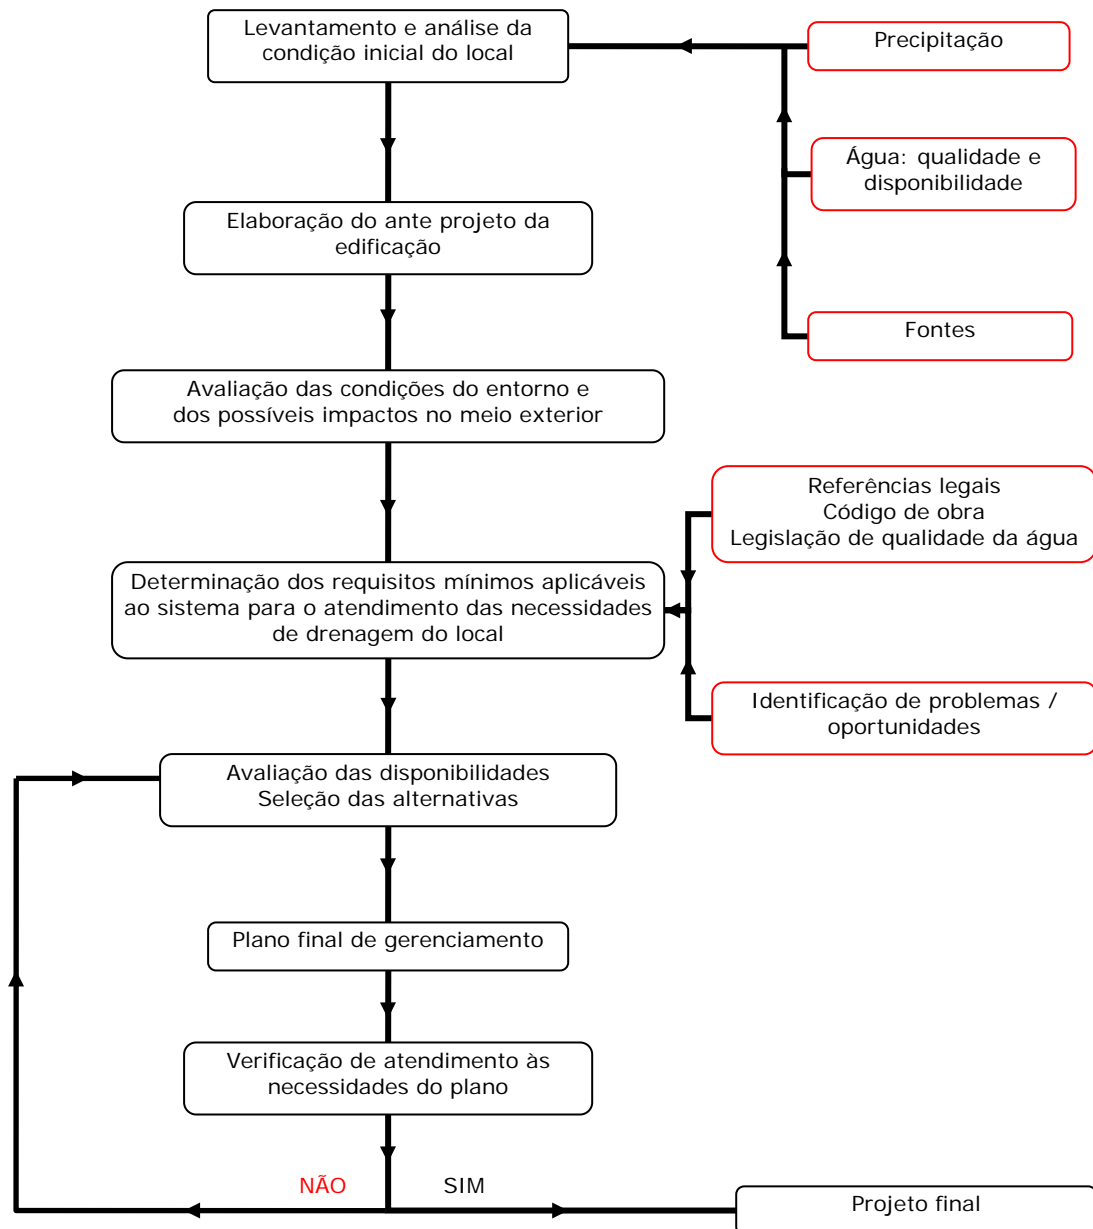 Levantamento e análise da
condição inicial do local
Precipitação
Água: qualidade e
disponibilidade
Elaboração do ante projeto da
edificação
Fontes
Avaliação das condições do entorno e
dos possíveis impactos no meio exterior
Referências legais
Código de obra
Legislação de qualidade da água
Determinação dos requisitos mínimos aplicáveis
ao sistema para o atendimento das necessidades
de drenagem do local
Identificação de problemas /
oportunidades
Avaliação das disponibilidades
Seleção das alternativas
Plano final de gerenciamento
Verificação de atendimento às
necessidades do plano
NÃO
SIM
Projeto final